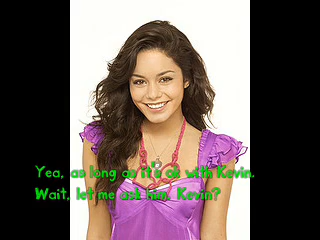 Yea, as long as it's ok with Kevin.
Wait, let me ask him. Kevin?